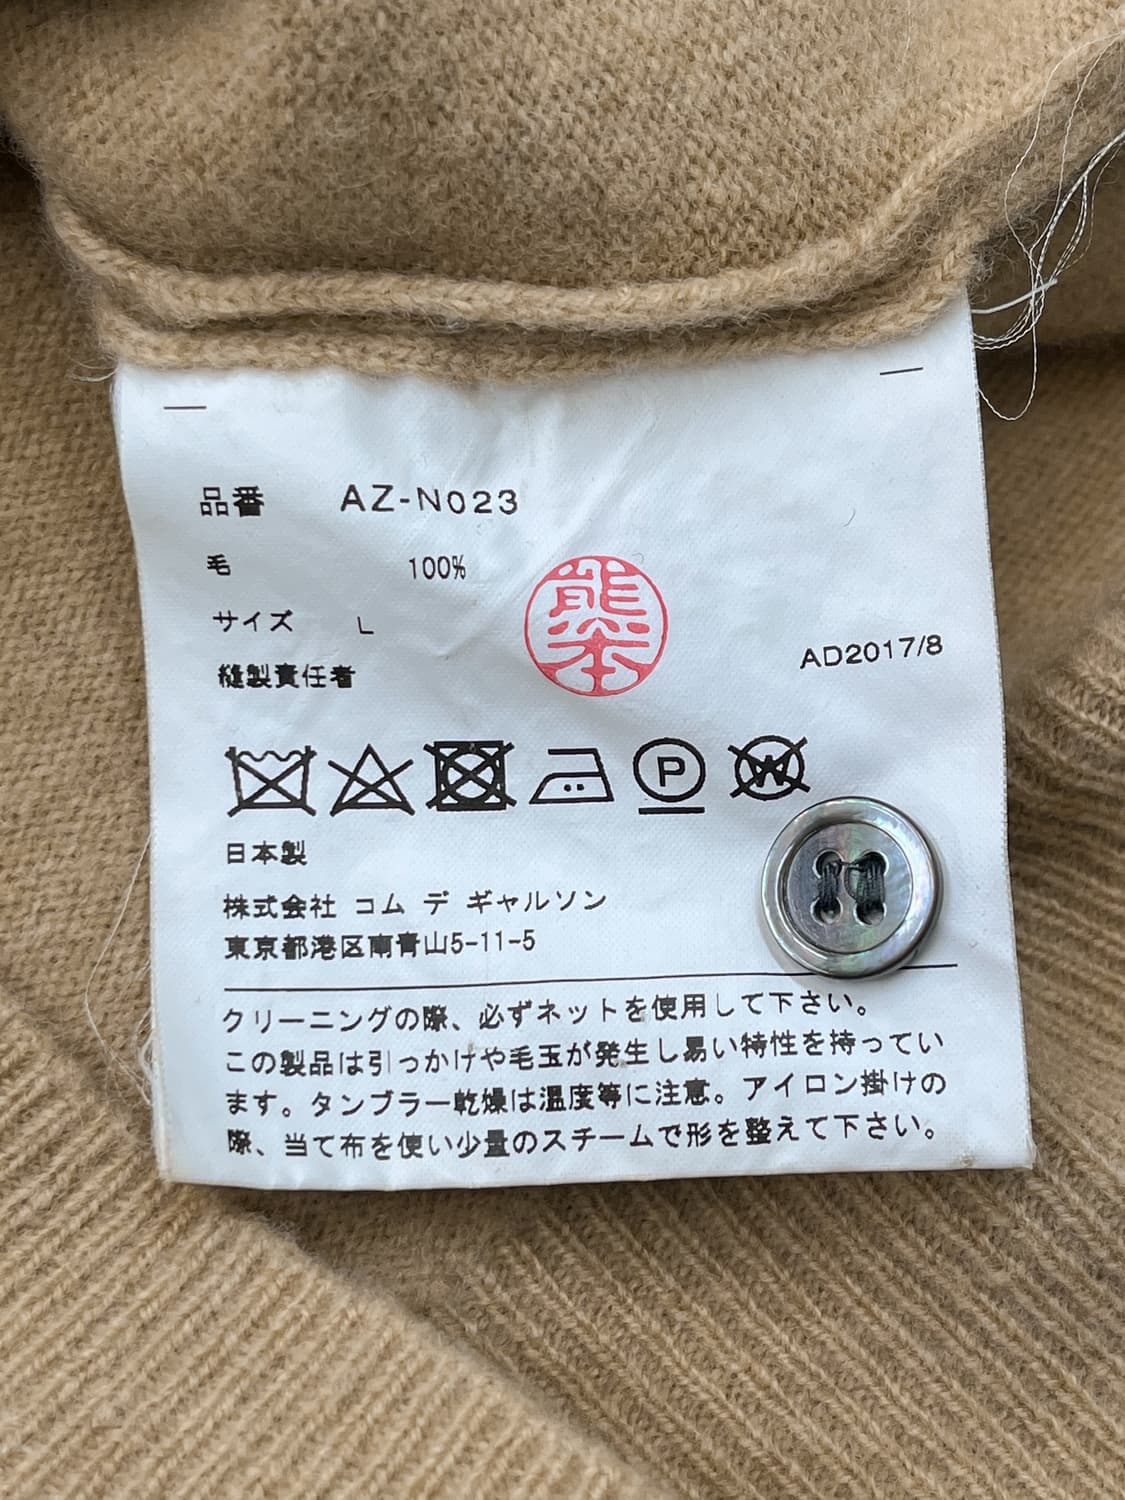 品番 AZ-N023
毛 100%
サイズ L
縫製責任者
熊本
AD2017/8
P
W
日本製
株式会社 コム デ ギャルソン
東京都港区南青山5-11-5
クリーニングの際、必ずネットを使用して下さい。
この製品は引っかけや毛玉が発生し易い特性を持ってい
ます。タンブラー乾燥は温度等に注意。アイロン掛けの
際、当て布を使い少量のスチームで形を整えて下さい。